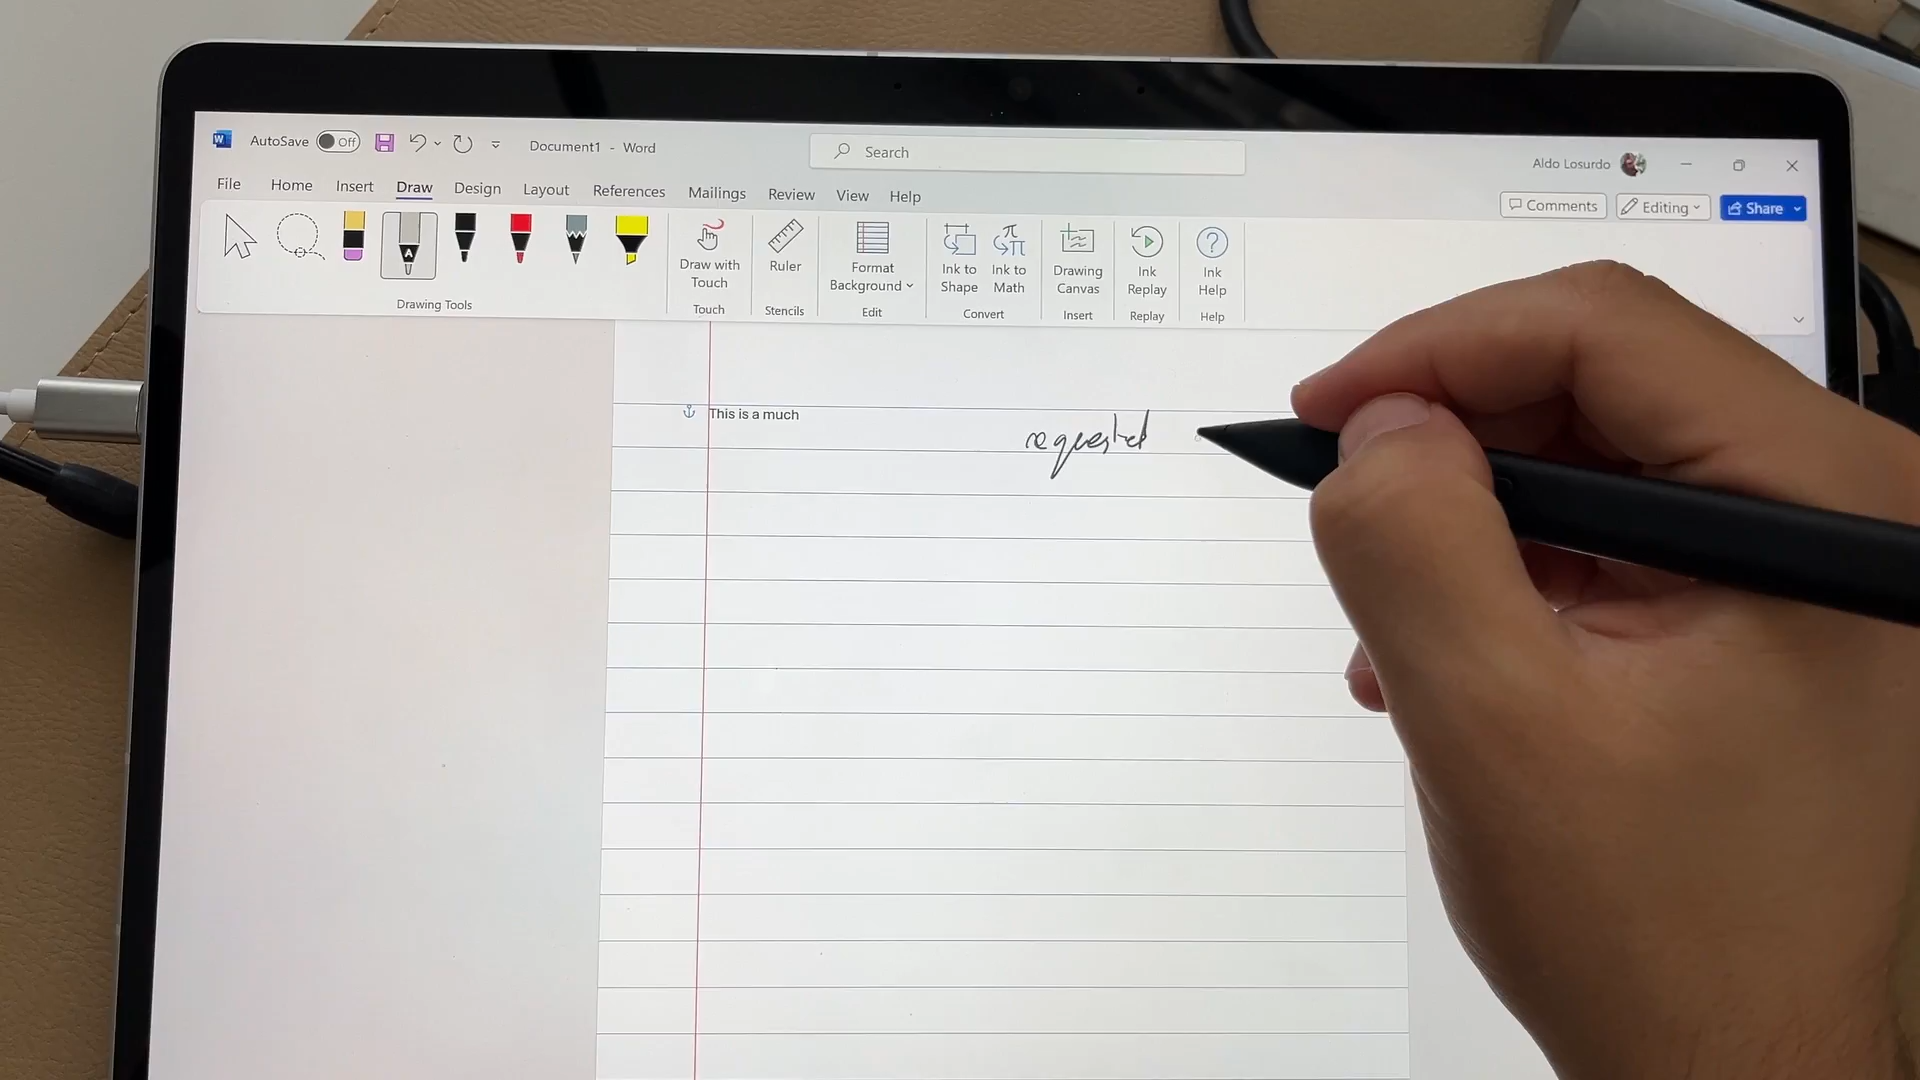 W AutoSave Off Document1 - Word Search Aldo Losurdo
File Home Insert Draw Design Layout References Mailings Review View Help Comments Editing Share
A Draw with Touch Ruler Format Background Ink to Shape π π Ink to Math Drawing Canvas Ink Replay ? Ink Help
Drawing Tools Touch Stencils Edit Convert Insert Replay Help
This is a much requested